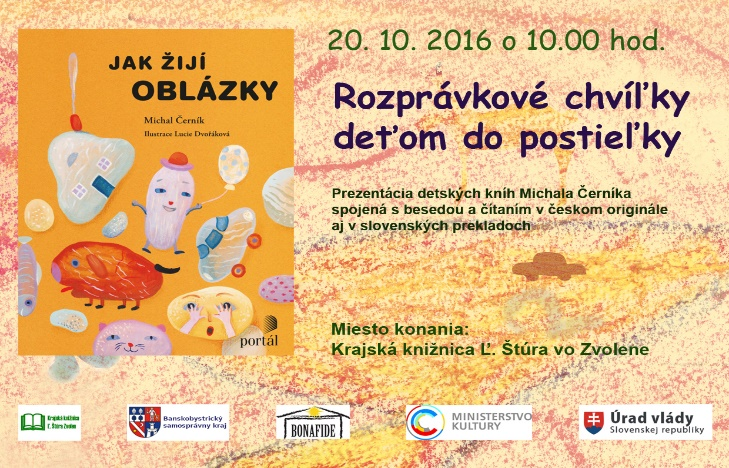 JAK ŽIJÍ
OBLÁZKY
Michal Černík
Ilustrace Lucie Dvořáková
portál
20. 10. 2016 o 10.00 hod.
Rozprávkové chvíľky
deťom do postieľky
Prezentácia detských kníh Michala Černíka
spojená s besedou a čítaním v českom originále
aj v slovenských prekladoch
Miesto konania:
Krajská knižnica Ľ. Štúra vo Zvolene
Krajská knižnica
Ľ. Štúra Zvolen
Banskobystrický
samosprávny kraj
BONAFIDE
MINISTERSTVO
KULTURY
Úrad vlády
Slovenskej republiky